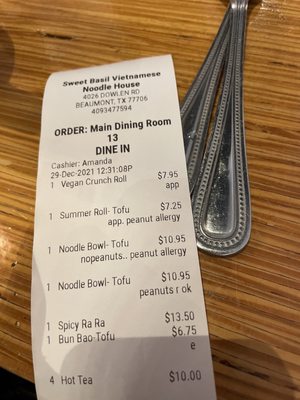 Sweet Basil Vietnamese
Noodle House
4026 DOWLEN RD
BEAUMONT, TX 77706
4093477594
ORDER: Main Dining Room
13
DINE IN
Cashier: Amanda
29-Dec-2021 12:31:08P
1 Vegan Crunch Roll $7.95
app
1 Summer Roll- Tofu $7.25
app. peanut allergy
1 Noodle Bowl- Tofu $10.95
nopeanuts.. peanut allergy
1 Noodle Bowl- Tofu $10.95
peanuts r ok
1 Spicy Ra Ra $13.50
1 Bun Bao-Tofu $6.75
e
4 Hot Tea $10.00